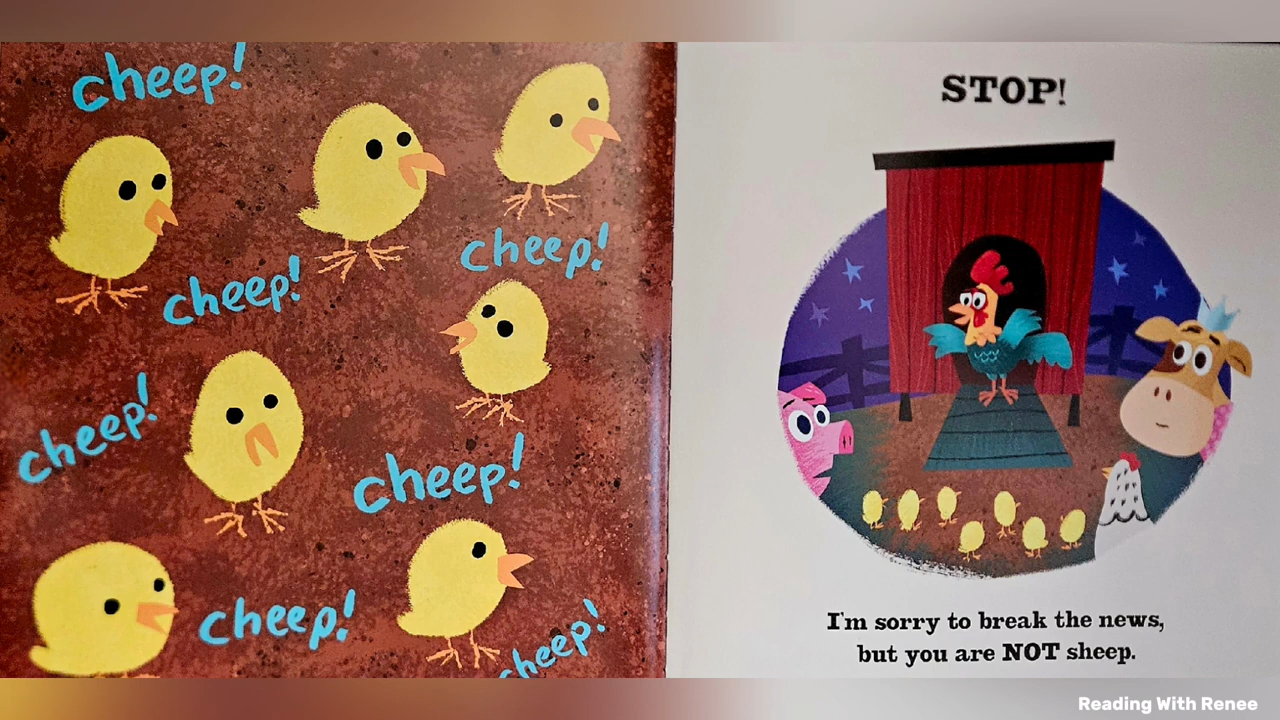 cheep!
cheep!
cheep!
cheep!
cheep!
cheep!
cheep!
STOP!
I'm sorry to break the news,
but you are NOT sheep.
Reading With Renee